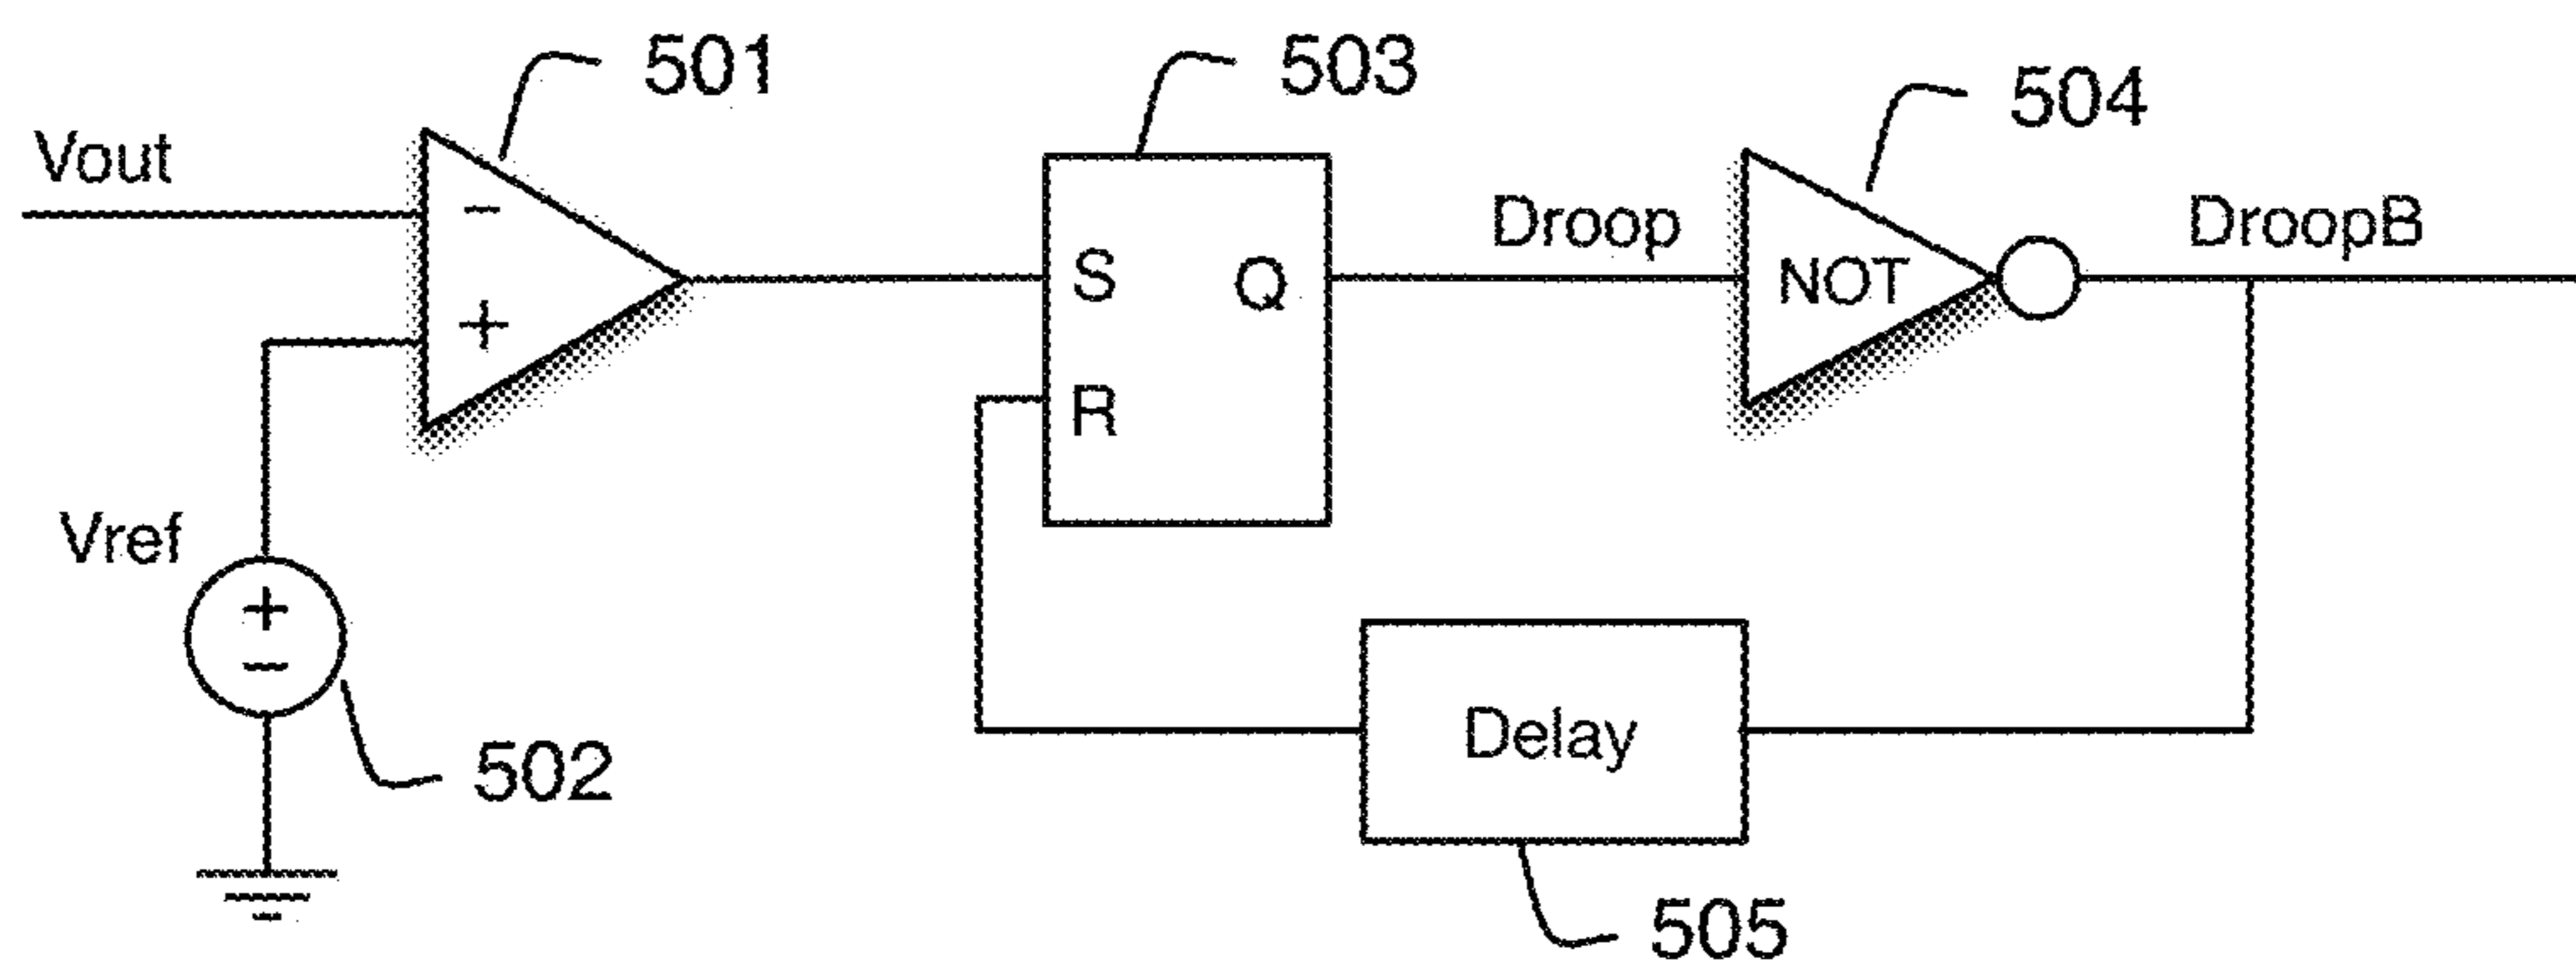 501
503
504
Vout
Droop
DroopB
−
S
Q
NOT
+
R
Vref
+
−
502
Delay
505